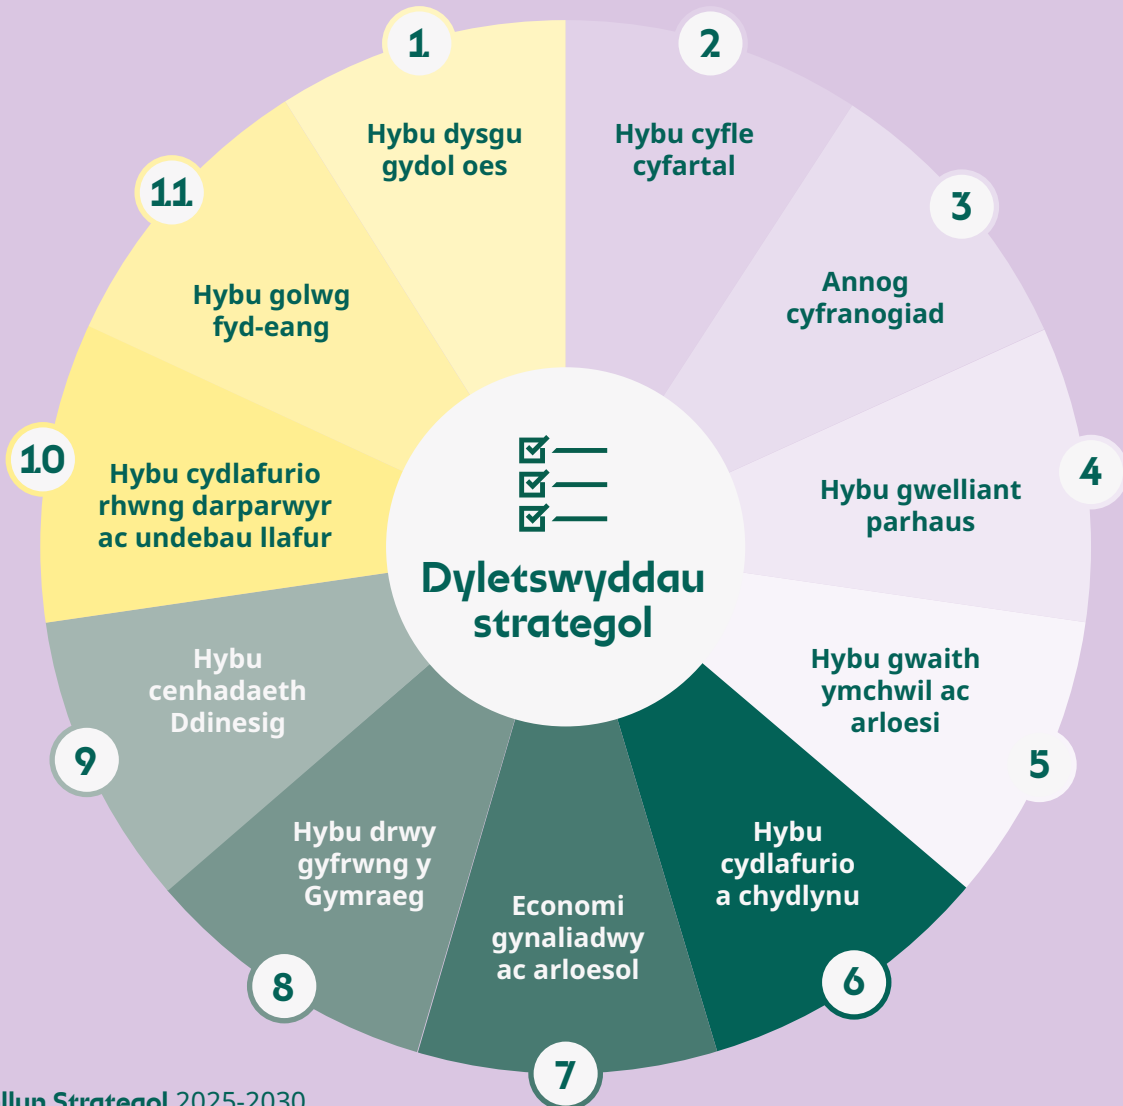 Dyletswyddau
strategol
1
Hybu dysgu
gydol oes
2
Hybu cyfle
cyfartal
3
Annog
cyfranogiad
4
Hybu gwelliant
parhaus
5
Hybu gwaith
ymchwil ac
arloesi
6
Hybu
cydlafurio
a chydlynu
7
Economi
gynaliadwy
ac arloesol
8
Hybu drwy
gyfrwng y
Gymraeg
9
Hybu
cenhadaeth
Ddinesig
10
Hybu cydlafurio
rhwng darparwyr
ac undebau llafur
11
Hybu golwg
fyd-eang
Strategol 2025-2030